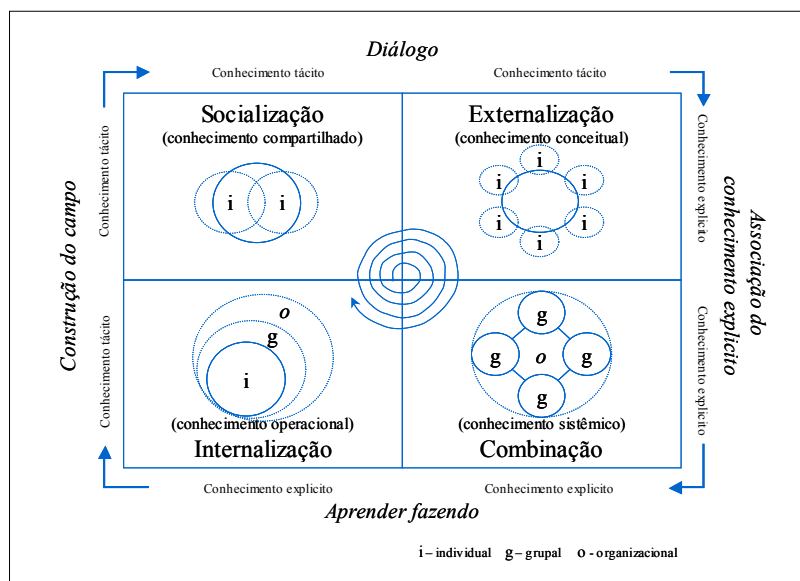 Diálogo
Conhecimento tácito
Conhecimento tácito
Construção do campo
Conhecimento tácito
Socialização
(conhecimento compartilhado)
i
i
Externalização
(conhecimento conceitual)
i
i
i
i
i
i
Conhecimento explícito
Associação do
conhecimento explícito
Conhecimento tácito
o
g
i
(conhecimento operacional)
Internalização
g
g
o
g
g
(conhecimento sistêmico)
Combinação
Conhecimento explícito
Conhecimento explícito
Conhecimento explícito
Aprender fazendo
i – individual g – grupal o - organizacional